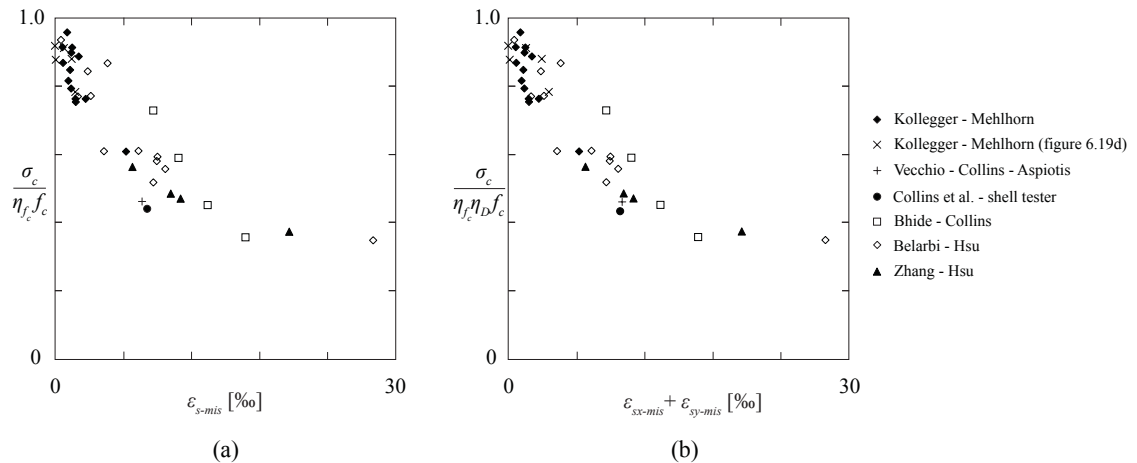 1.0
σc
ηfc fc
0
0
30
εs-mis [‰]
(a)
1.0
σc
ηfc ηD fc
0
0
30
εsx-mis + εsy-mis [‰]
(b)
Kollegger - Mehlhorn
Kollegger - Mehlhorn (figure 6.19d)
Vecchio - Collins - Aspiotis
Collins et al. - shell tester
Bhide - Collins
Belarbi - Hsu
Zhang - Hsu